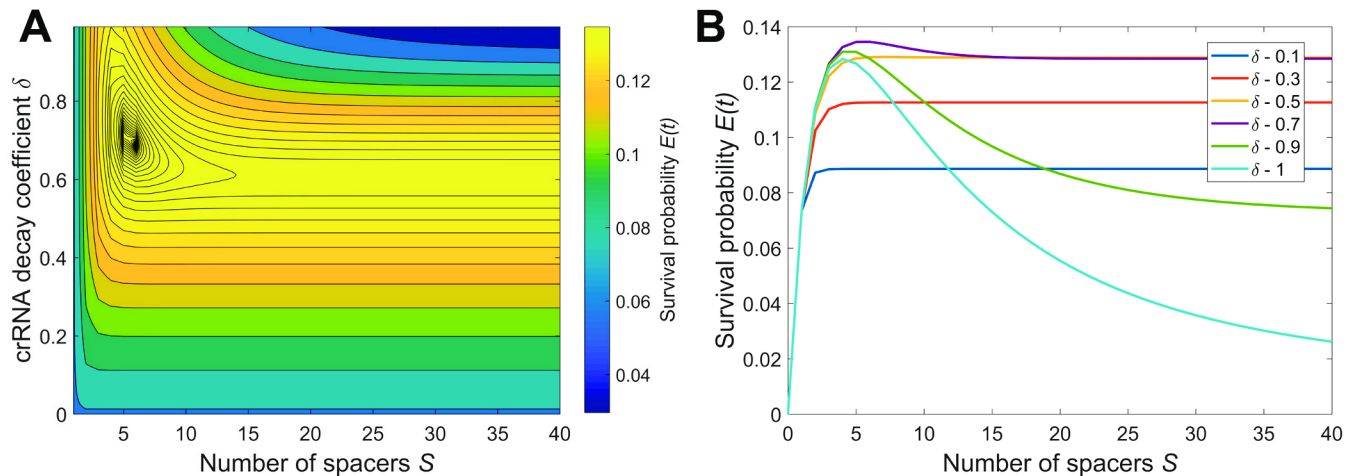 A
crRNA decay coefficient δ
0.8
0.6
0.4
0.2
0
5
10
15
20
25
30
35
40
Number of spacers S
0.12
0.1
0.08
0.06
0.04
Survival probability E(t)
B
Survival probability E(t)
0.14
0.12
0.1
0.08
0.06
0.04
0.02
0
0
5
10
15
20
25
30
35
40
Number of spacers S
δ - 0.1
δ - 0.3
δ - 0.5
δ - 0.7
δ - 0.9
δ - 1